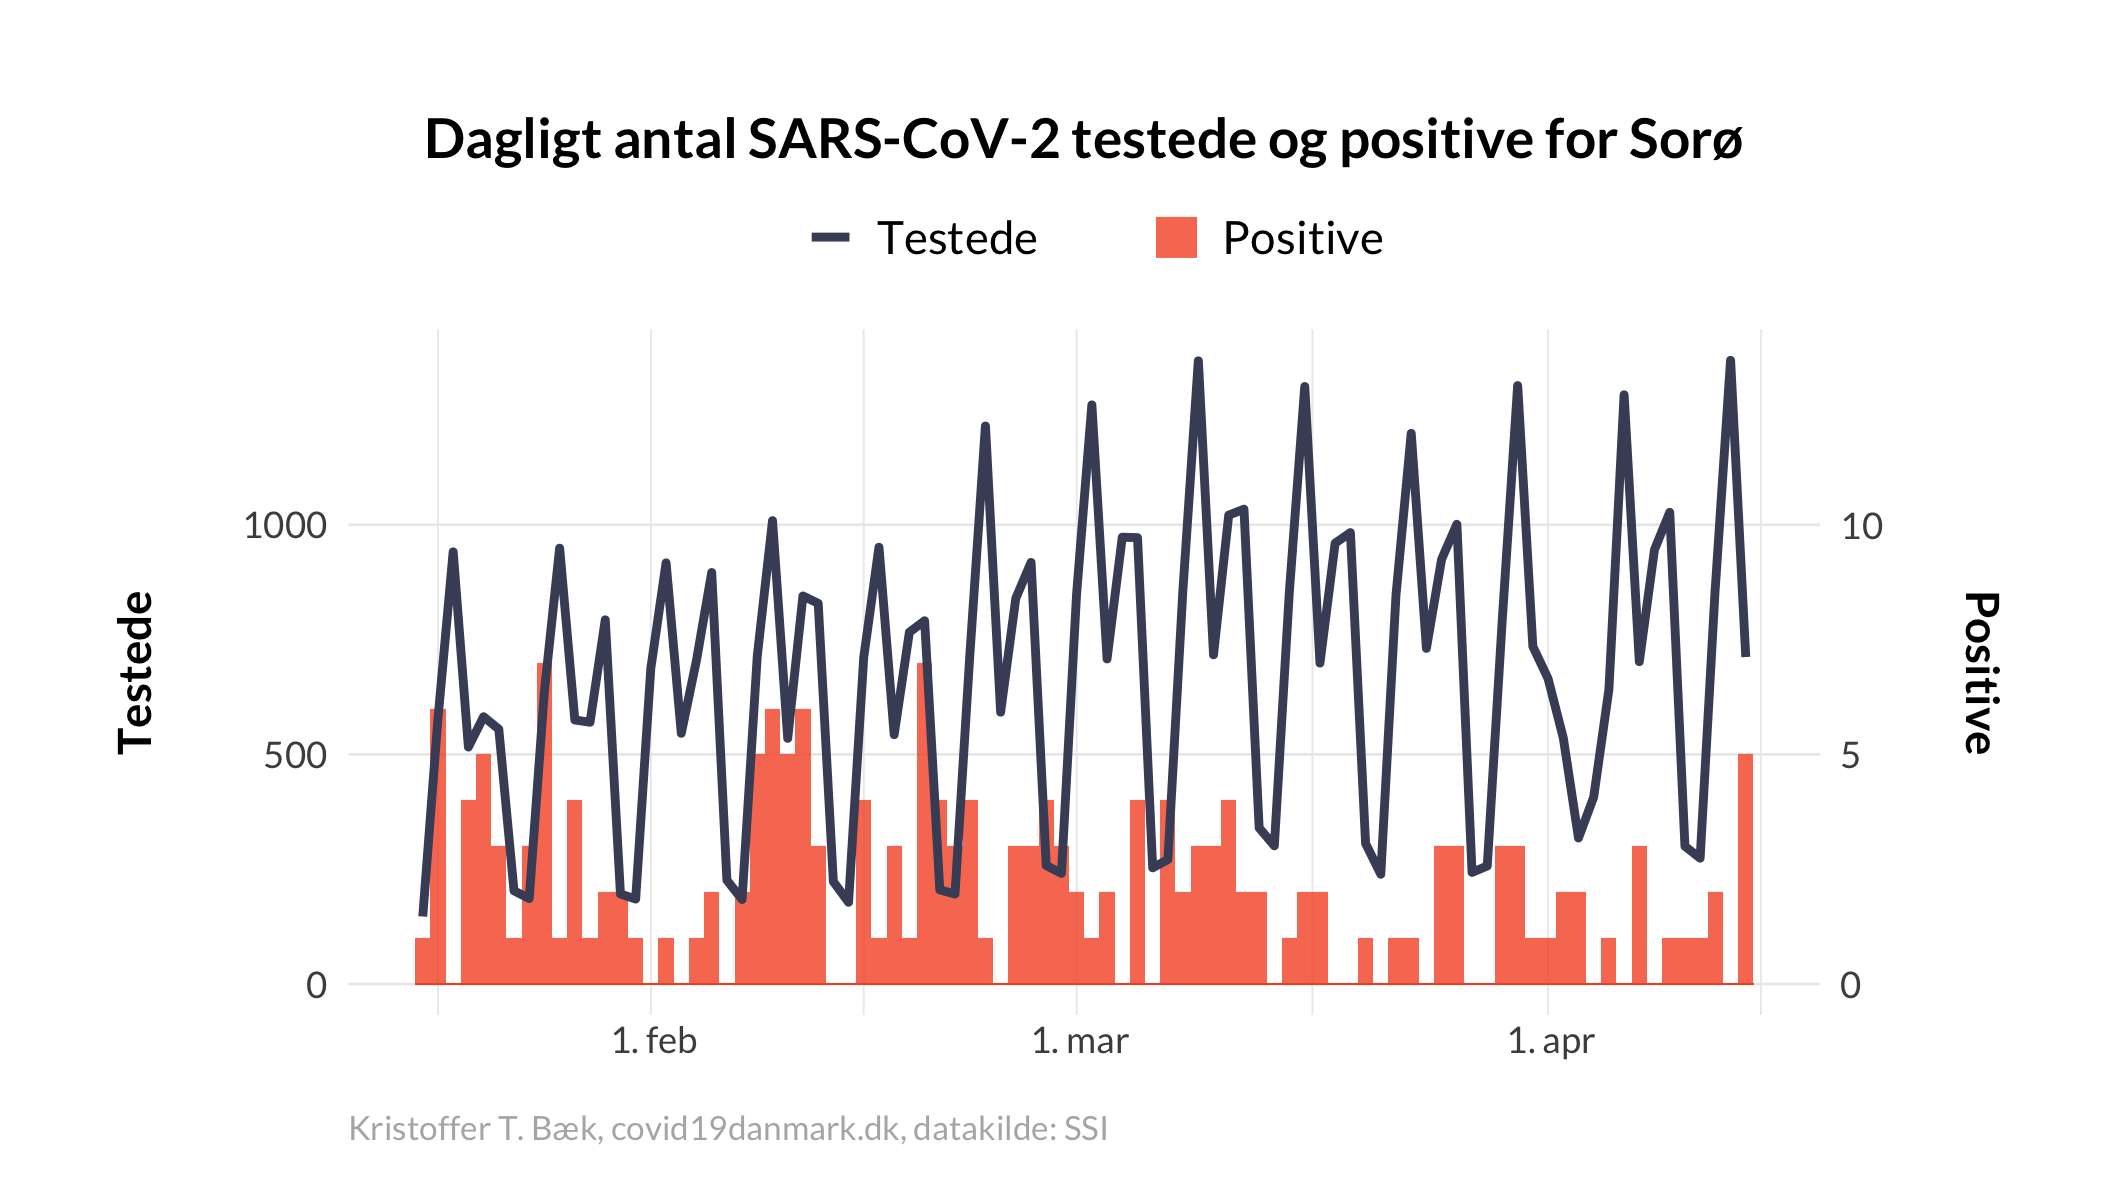 Dagligt antal SARS-CoV-2 testede og positive for Sorø
Testede
Positive
Testede
1000
500
0
10
5
0
Positive
1. feb
1. mar
1. apr
Kristoffer T. Bæk, covid19danmark.dk, datakilde: SSI